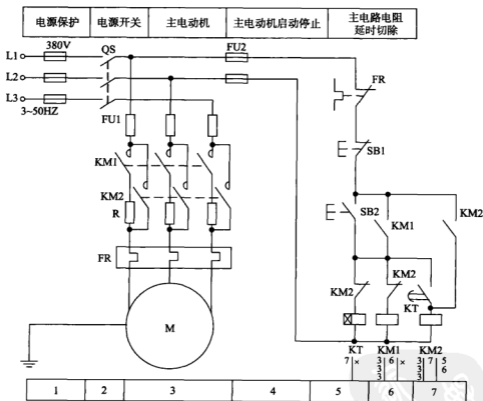 电源保护 电源开关 主电动机 主电动机启动停止 主电路电阻
延时切除
380V QS FU2
L1
L2
L3
3~50HZ
FR
FU1
SB1
KM1
KM2
R
SB2
KM1
KM2
FR
KM2
KM2
KT
M
KT KM1 KM2
7 × 3 6 × 3 7 5
3 3 6
3 3
1 2 3 4 5 6 7